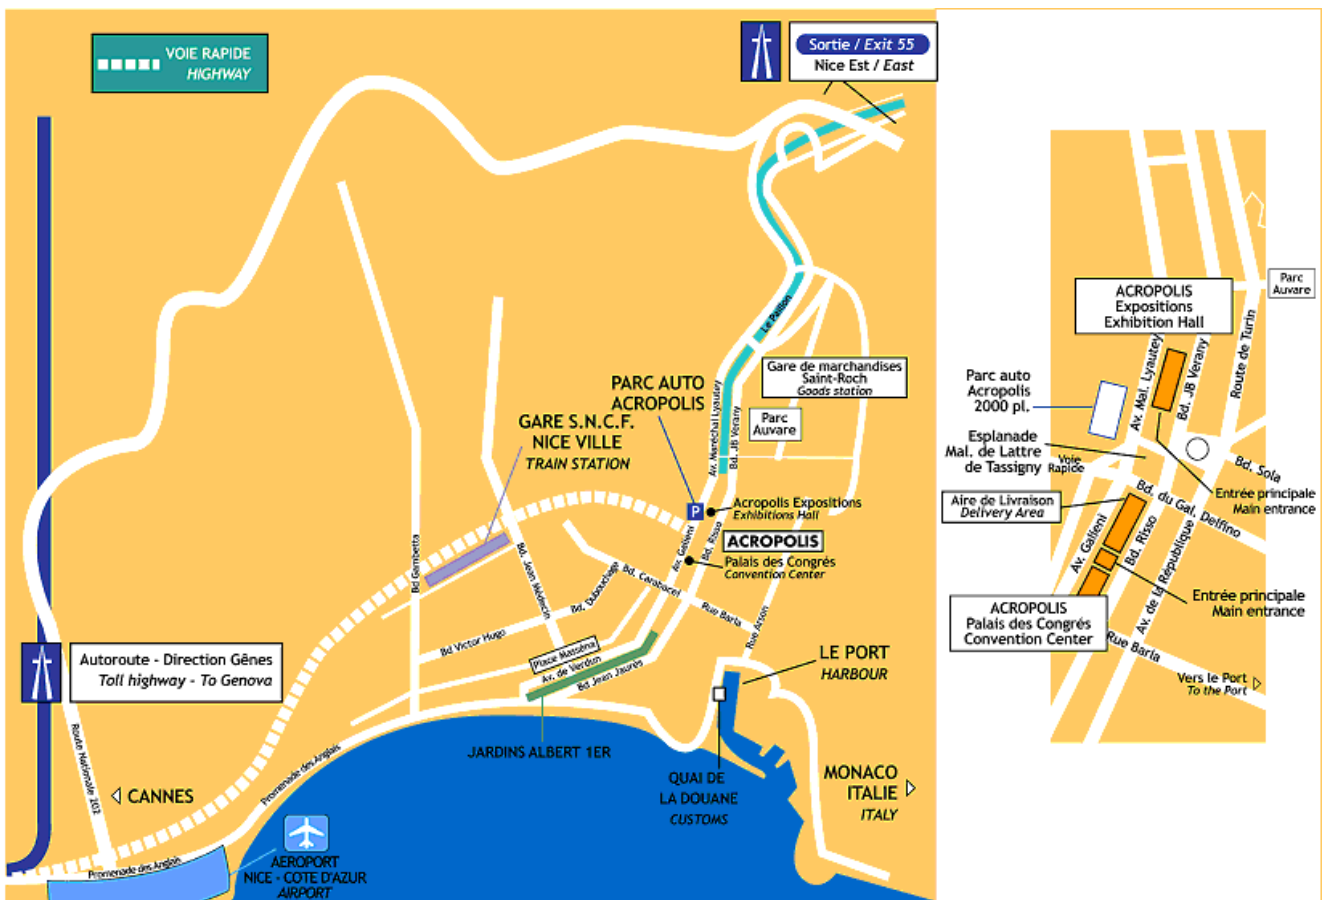 VOIE RAPIDE
HIGHWAY
Sortie / Exit 55
Nice Est / East
Le Paillon
Gare de marchandises
Saint-Roch
Goods station
PARC AUTO
ACROPOLIS
Av. Maréchal Lyautey
Bd. JB Verany
Parc
Auvare
GARE S.N.C.F.
NICE VILLE
TRAIN STATION
P
Acropolis Expositions
Exhibitions Hall
ACROPOLIS
Palais des Congrés
Convention Center
Av. Galieni
Bd. Risso
Bd Gambetta
Bd. Jean Médecin
Bd. Dubouchage
Bd. Carabacel
Rue Barla
Rue Arson
Bd Victor Hugo
Place Masséna
Av. de Verdun
Bd Jean Jaurès
LE PORT
HARBOUR
Autoroute - Direction Gênes
Toll highway - To Genova
Route Nationale 202
CANNES
Promenade des Anglais
JARDINS ALBERT 1ER
QUAI DE
LA DOUANE
CUSTOMS
MONACO
ITALIE
ITALY
Promenade des Anglais
AEROPORT
NICE - COTE D'AZUR
AIRPORT
ACROPOLIS
Expositions
Exhibition Hall
Parc
Auvare
Av. Mal. Lyautey
Bd. JB Verany
Route de Turin
Parc auto
Acropolis
2000 pl.
Esplanade
Mal. de Lattre
de Tassigny
Voie
Rapide
Bd. Sola
Entrée principale
Main entrance
Aire de Livraison
Delivery Area
Bd. du Gal. Delfino
Av. Galieni
Bd. Risso
Av. de la République
Entrée principale
Main entrance
ACROPOLIS
Palais des Congrés
Convention Center
Rue Barla
Vers le Port
To the Port